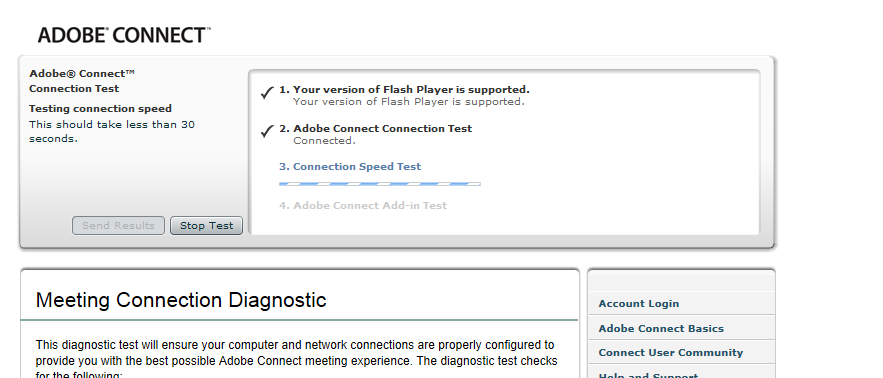 ADOBE® CONNECT™
Adobe® Connect™
Connection Test
Testing connection speed
This should take less than 30
seconds.
Send Results
Stop Test
1. Your version of Flash Player is supported.
Your version of Flash Player is supported.
2. Adobe Connect Connection Test
Connected.
3. Connection Speed Test
4. Adobe Connect Add-in Test
Meeting Connection Diagnostic
This diagnostic test will ensure your computer and network connections are properly configured to
provide you with the best possible Adobe Connect meeting experience. The diagnostic test checks
for the following:
Account Login
Adobe Connect Basics
Connect User Community
Help and Support